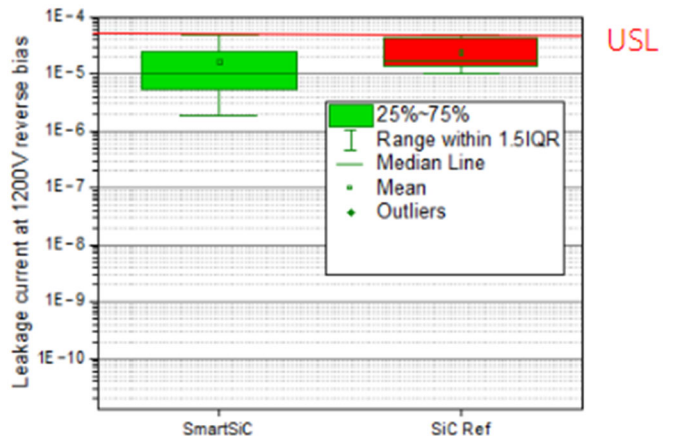 1E-4
USL
1E-5
1E-6
1E-7
1E-8
1E-9
1E-10
Leakage current at 1200V reverse bias
25%~75%
Range within 1.5IQR
Median Line
Mean
Outliers
SmartSiC
SiC Ref